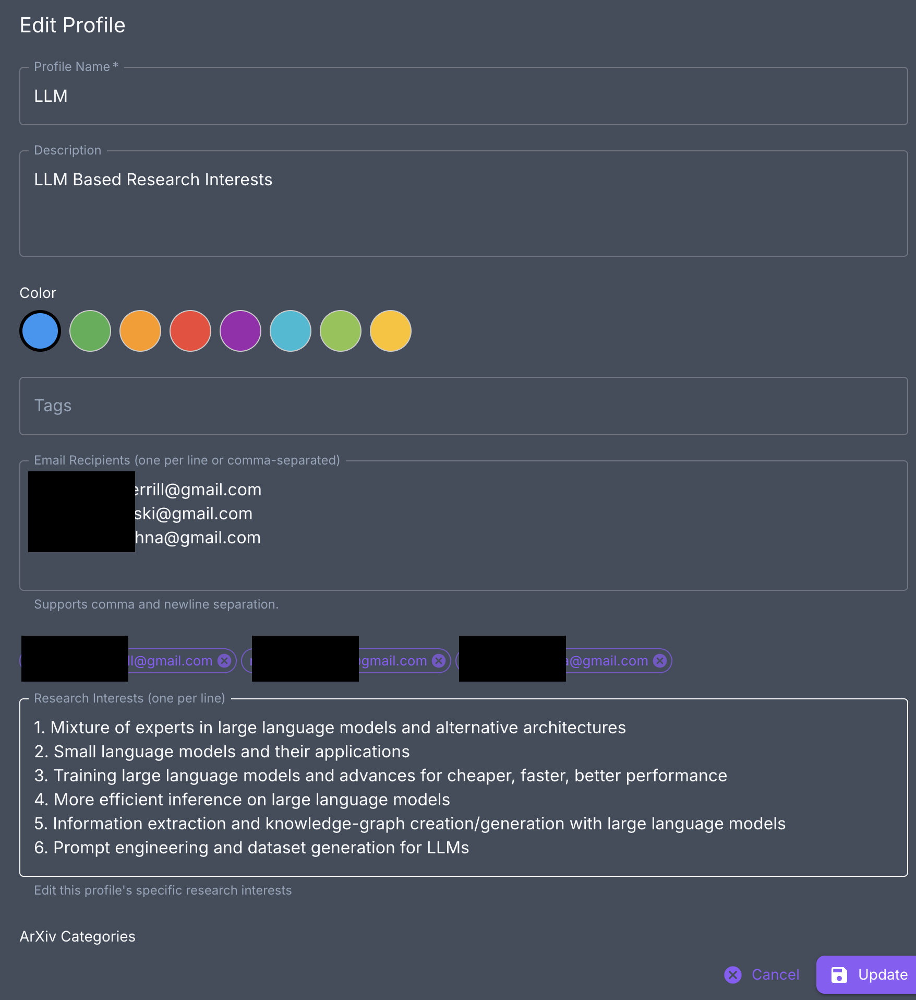 Edit Profile
Profile Name *
LLM
Description
LLM Based Research Interests
Color
Tags
Email Recipients (one per line or comma-separated)
errill@gmail.com
ski@gmail.com
hna@gmail.com
Supports comma and newline separation.
ll@gmail.com @gmail.com a@gmail.com
Research Interests (one per line)
1. Mixture of experts in large language models and alternative architectures
2. Small language models and their applications
3. Training large language models and advances for cheaper, faster, better performance
4. More efficient inference on large language models
5. Information extraction and knowledge-graph creation/generation with large language models
6. Prompt engineering and dataset generation for LLMs
Edit this profile's specific research interests
ArXiv Categories
Cancel Update